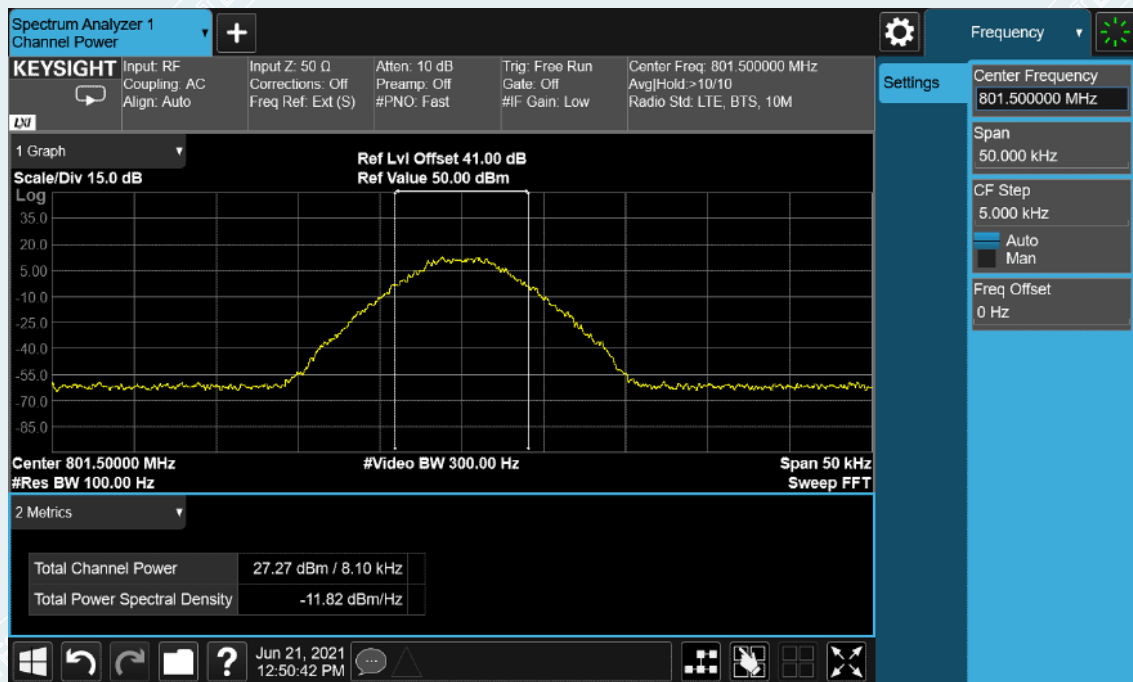 Spectrum Analyzer 1
Channel Power
+
Frequency
KEYSIGHT
Input: RF
Coupling: AC
Align: Auto
Input Z: 50 Ω
Corrections: Off
Freq Ref: Ext (S)
Atten: 10 dB
Preamp: Off
#PNO: Fast
Trig: Free Run
Gate: Off
#IF Gain: Low
Center Freq: 801.500000 MHz
Avg|Hold:>10/10
Radio Std: LTE, BTS, 10M
LXI
Settings
Center Frequency
801.500000 MHz
Span
50.000 kHz
CF Step
5.000 kHz
Auto
Man
Freq Offset
0 Hz
1 Graph
Scale/Div 15.0 dB
Ref Lvl Offset 41.00 dB
Ref Value 50.00 dBm
Log
35.0
20.0
5.00
-10.0
-25.0
-40.0
-55.0
-70.0
-85.0
Center 801.50000 MHz
#Video BW 300.00 Hz
Span 50 kHz
#Res BW 100.00 Hz
Sweep FFT
2 Metrics
Total Channel Power 27.27 dBm / 8.10 kHz
Total Power Spectral Density -11.82 dBm/Hz
?
Jun 21, 2021
12:50:42 PM